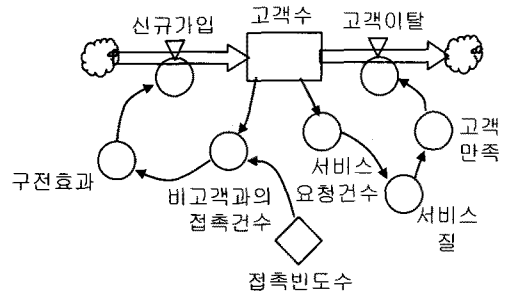 신규가입
고객수
고객이탈
구전효과
비고객과의
접촉건수
서비스
요청건수
고객
만족
서비스
질
접촉빈도수